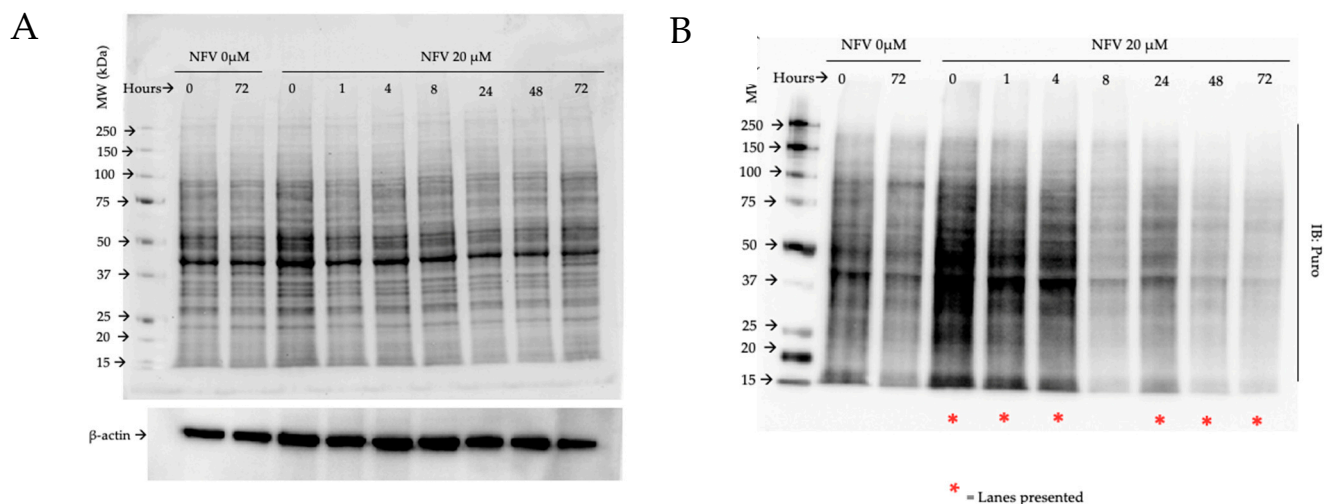 A
MW (kDa)
NFV 0μM
NFV 20 μM
Hours→ 0 72 0 1 4 8 24 48 72
250 →
150 →
100 →
75 →
50 →
37 →
25 →
20 →
15 →
β-actin →
B
MW
NFV 0μM
NFV 20 μM
Hours→ 0 72 0 1 4 8 24 48 72
250 →
150 →
100 →
75 →
50 →
37 →
25 →
20 →
15 →
IB: Puro
* * * * * *
* = Lanes presented